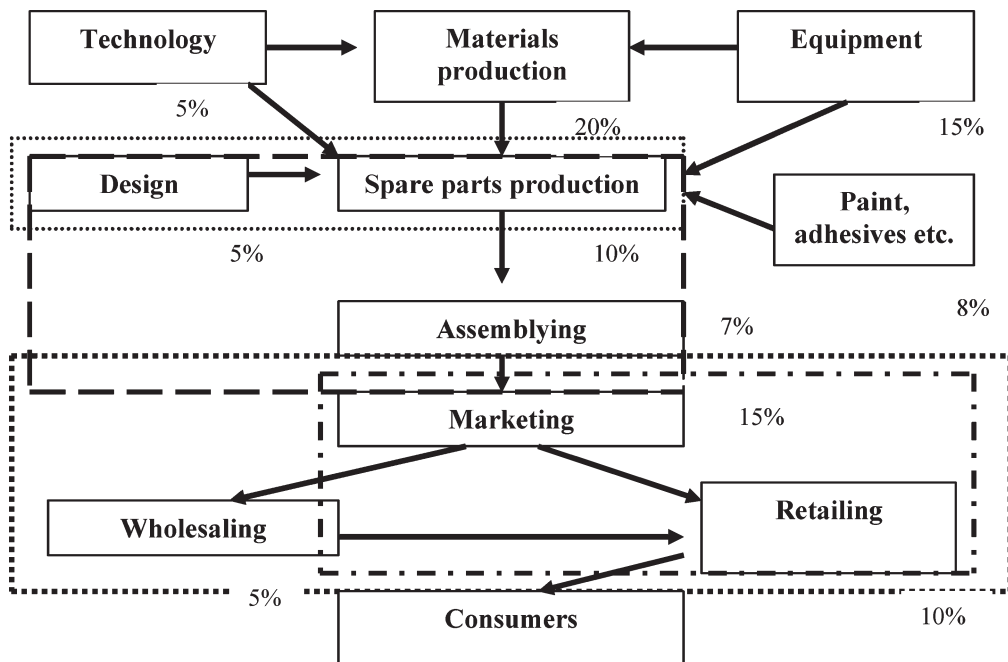 Technology
Materials
production
Equipment
5%
20%
15%
Design
Spare parts production
Paint,
adhesives etc.
5%
10%
8%
Assemblying
7%
Marketing
15%
Wholesaling
Retailing
5%
Consumers
10%